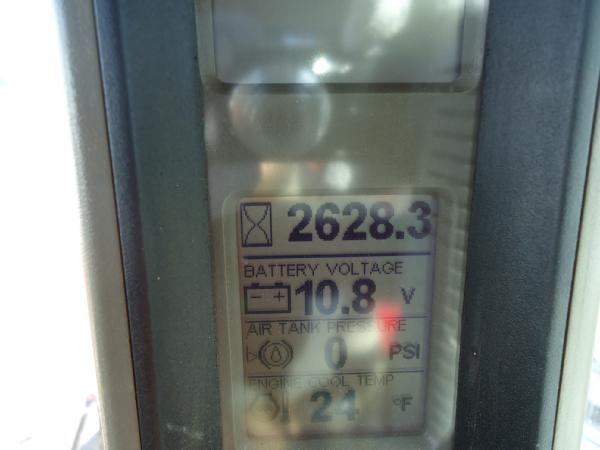 2628.3
BATTERY VOLTAGE
- + 10.8 V
AIR TANK PRESSURE
0 PSI
ENGINE COOL TEMP
24 °F